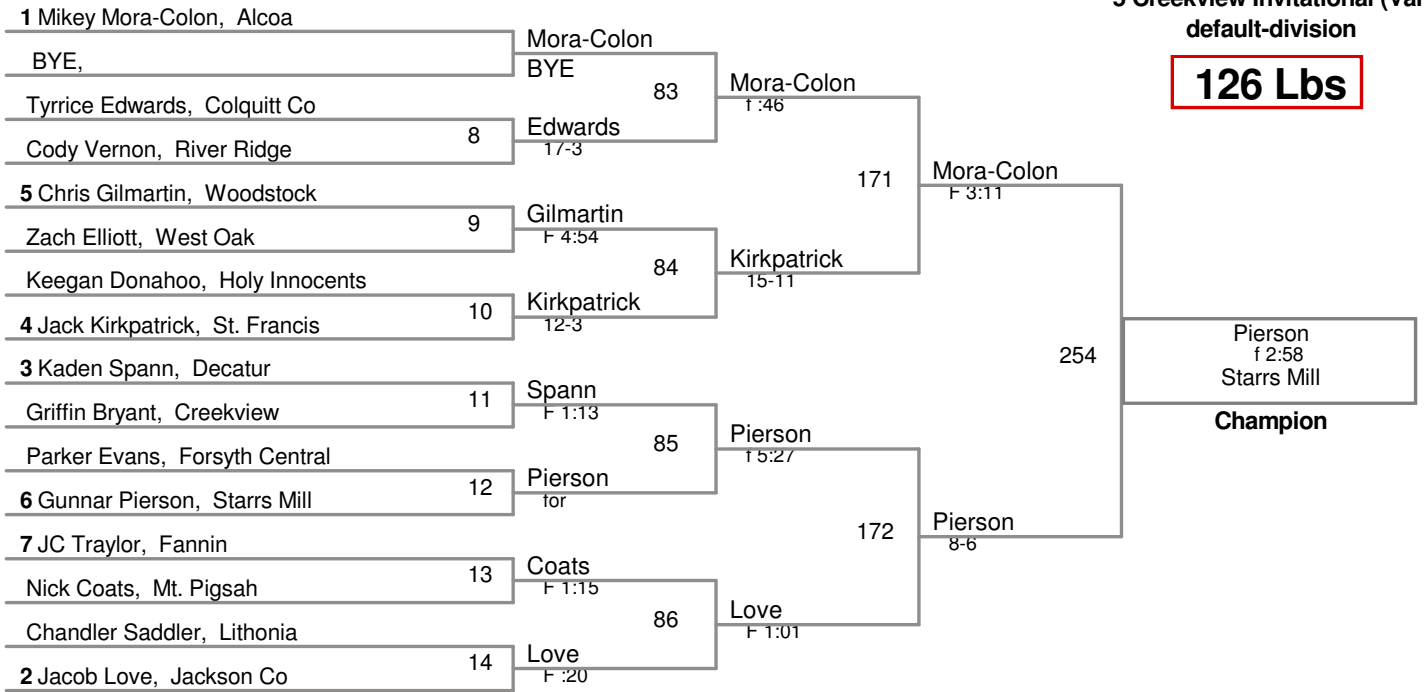 1 Mikey Mora-Colon, Alcoa
BYE,
Tyrrice Edwards, Colquitt Co
8
Cody Vernon, River Ridge
5 Chris Gilmartin, Woodstock
9
Zach Elliott, West Oak
Keegan Donahoo, Holy Innocents
10
4 Jack Kirkpatrick, St. Francis
3 Kaden Spann, Decatur
11
Griffin Bryant, Creekview
Parker Evans, Forsyth Central
12
6 Gunnar Pierson, Starrs Mill
7 JC Traylor, Fannin
13
Nick Coats, Mt. Pigsah
Chandler Saddler, Lithonia
14
2 Jacob Love, Jackson Co
Mora-Colon
BYE
83
Edwards
17-3
Gilmartin
F 4:54
84
Kirkpatrick
12-3
Spann
F 1:13
85
Pierson
for
Coats
F 1:15
86
Love
F :20
Mora-Colon
f :46
171
Kirkpatrick
15-11
Pierson
f 5:27
172
Love
F 1:01
Mora-Colon
F 3:11
254
Pierson
8-6
Creekview Invitational
default-division
126 Lbs
Pierson
f 2:58
Starrs Mill
Champion